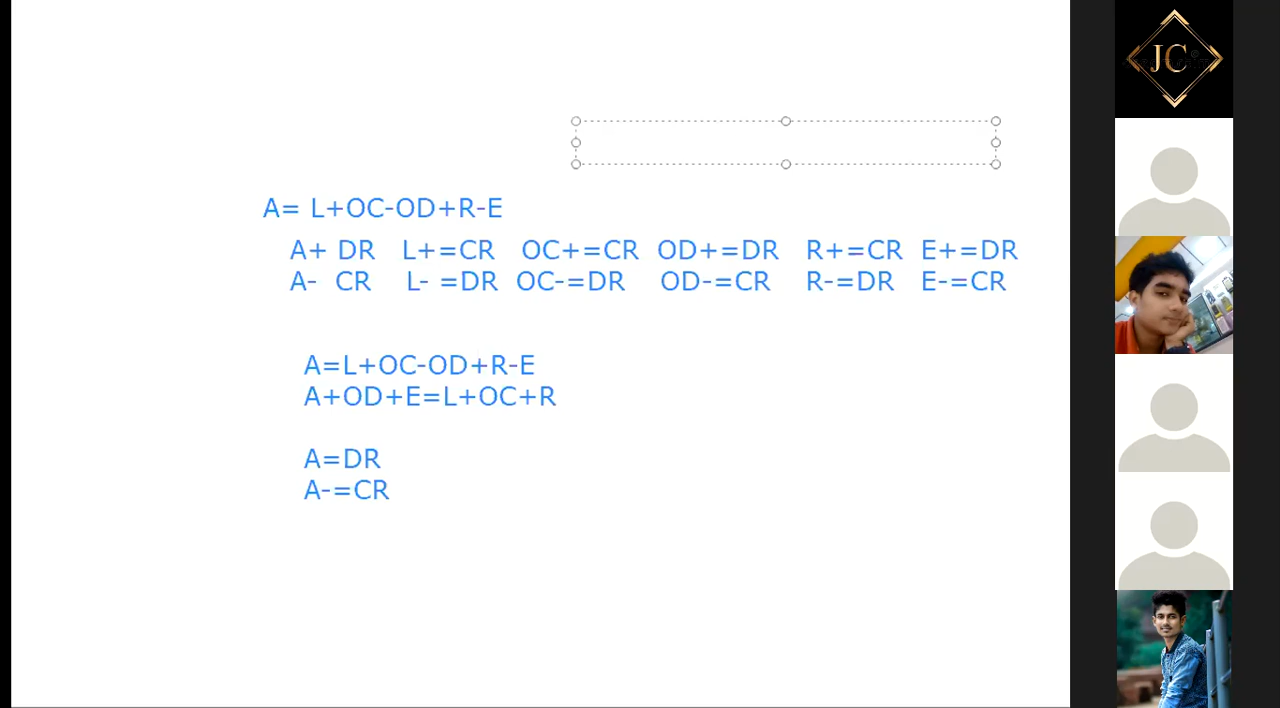 JC
A= L+OC-OD+R-E
A+ DR L+=CR OC+=CR OD+=DR R+=CR E+=DR
A- CR L- =DR OC-=DR OD-=CR R-=DR E-=CR
A=L+OC-OD+R-E
A+OD+E=L+OC+R
A=DR
A-=CR